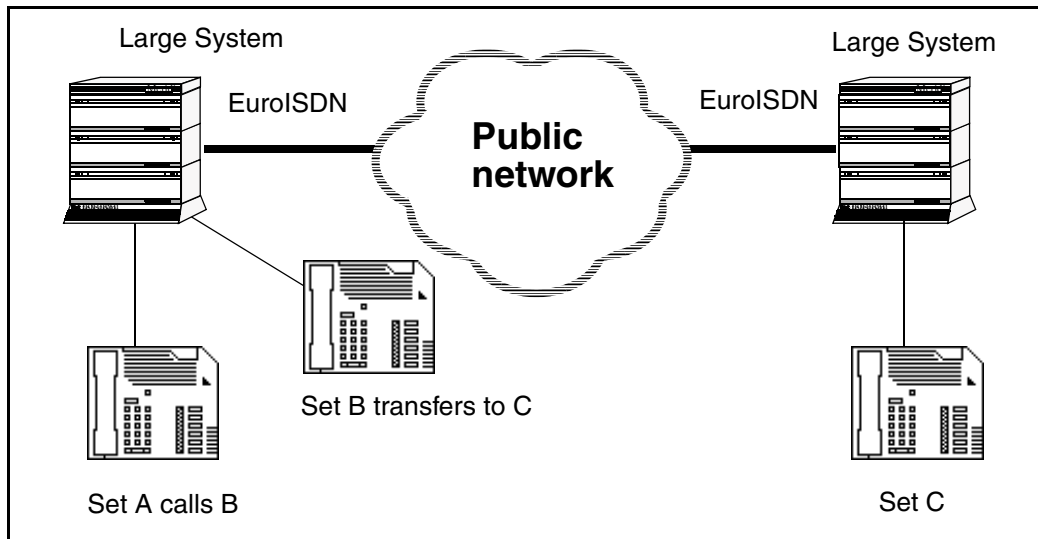 Large System
Large System
EuroISDN
EuroISDN
Public
network
Set B transfers to C
Set A calls B
Set C